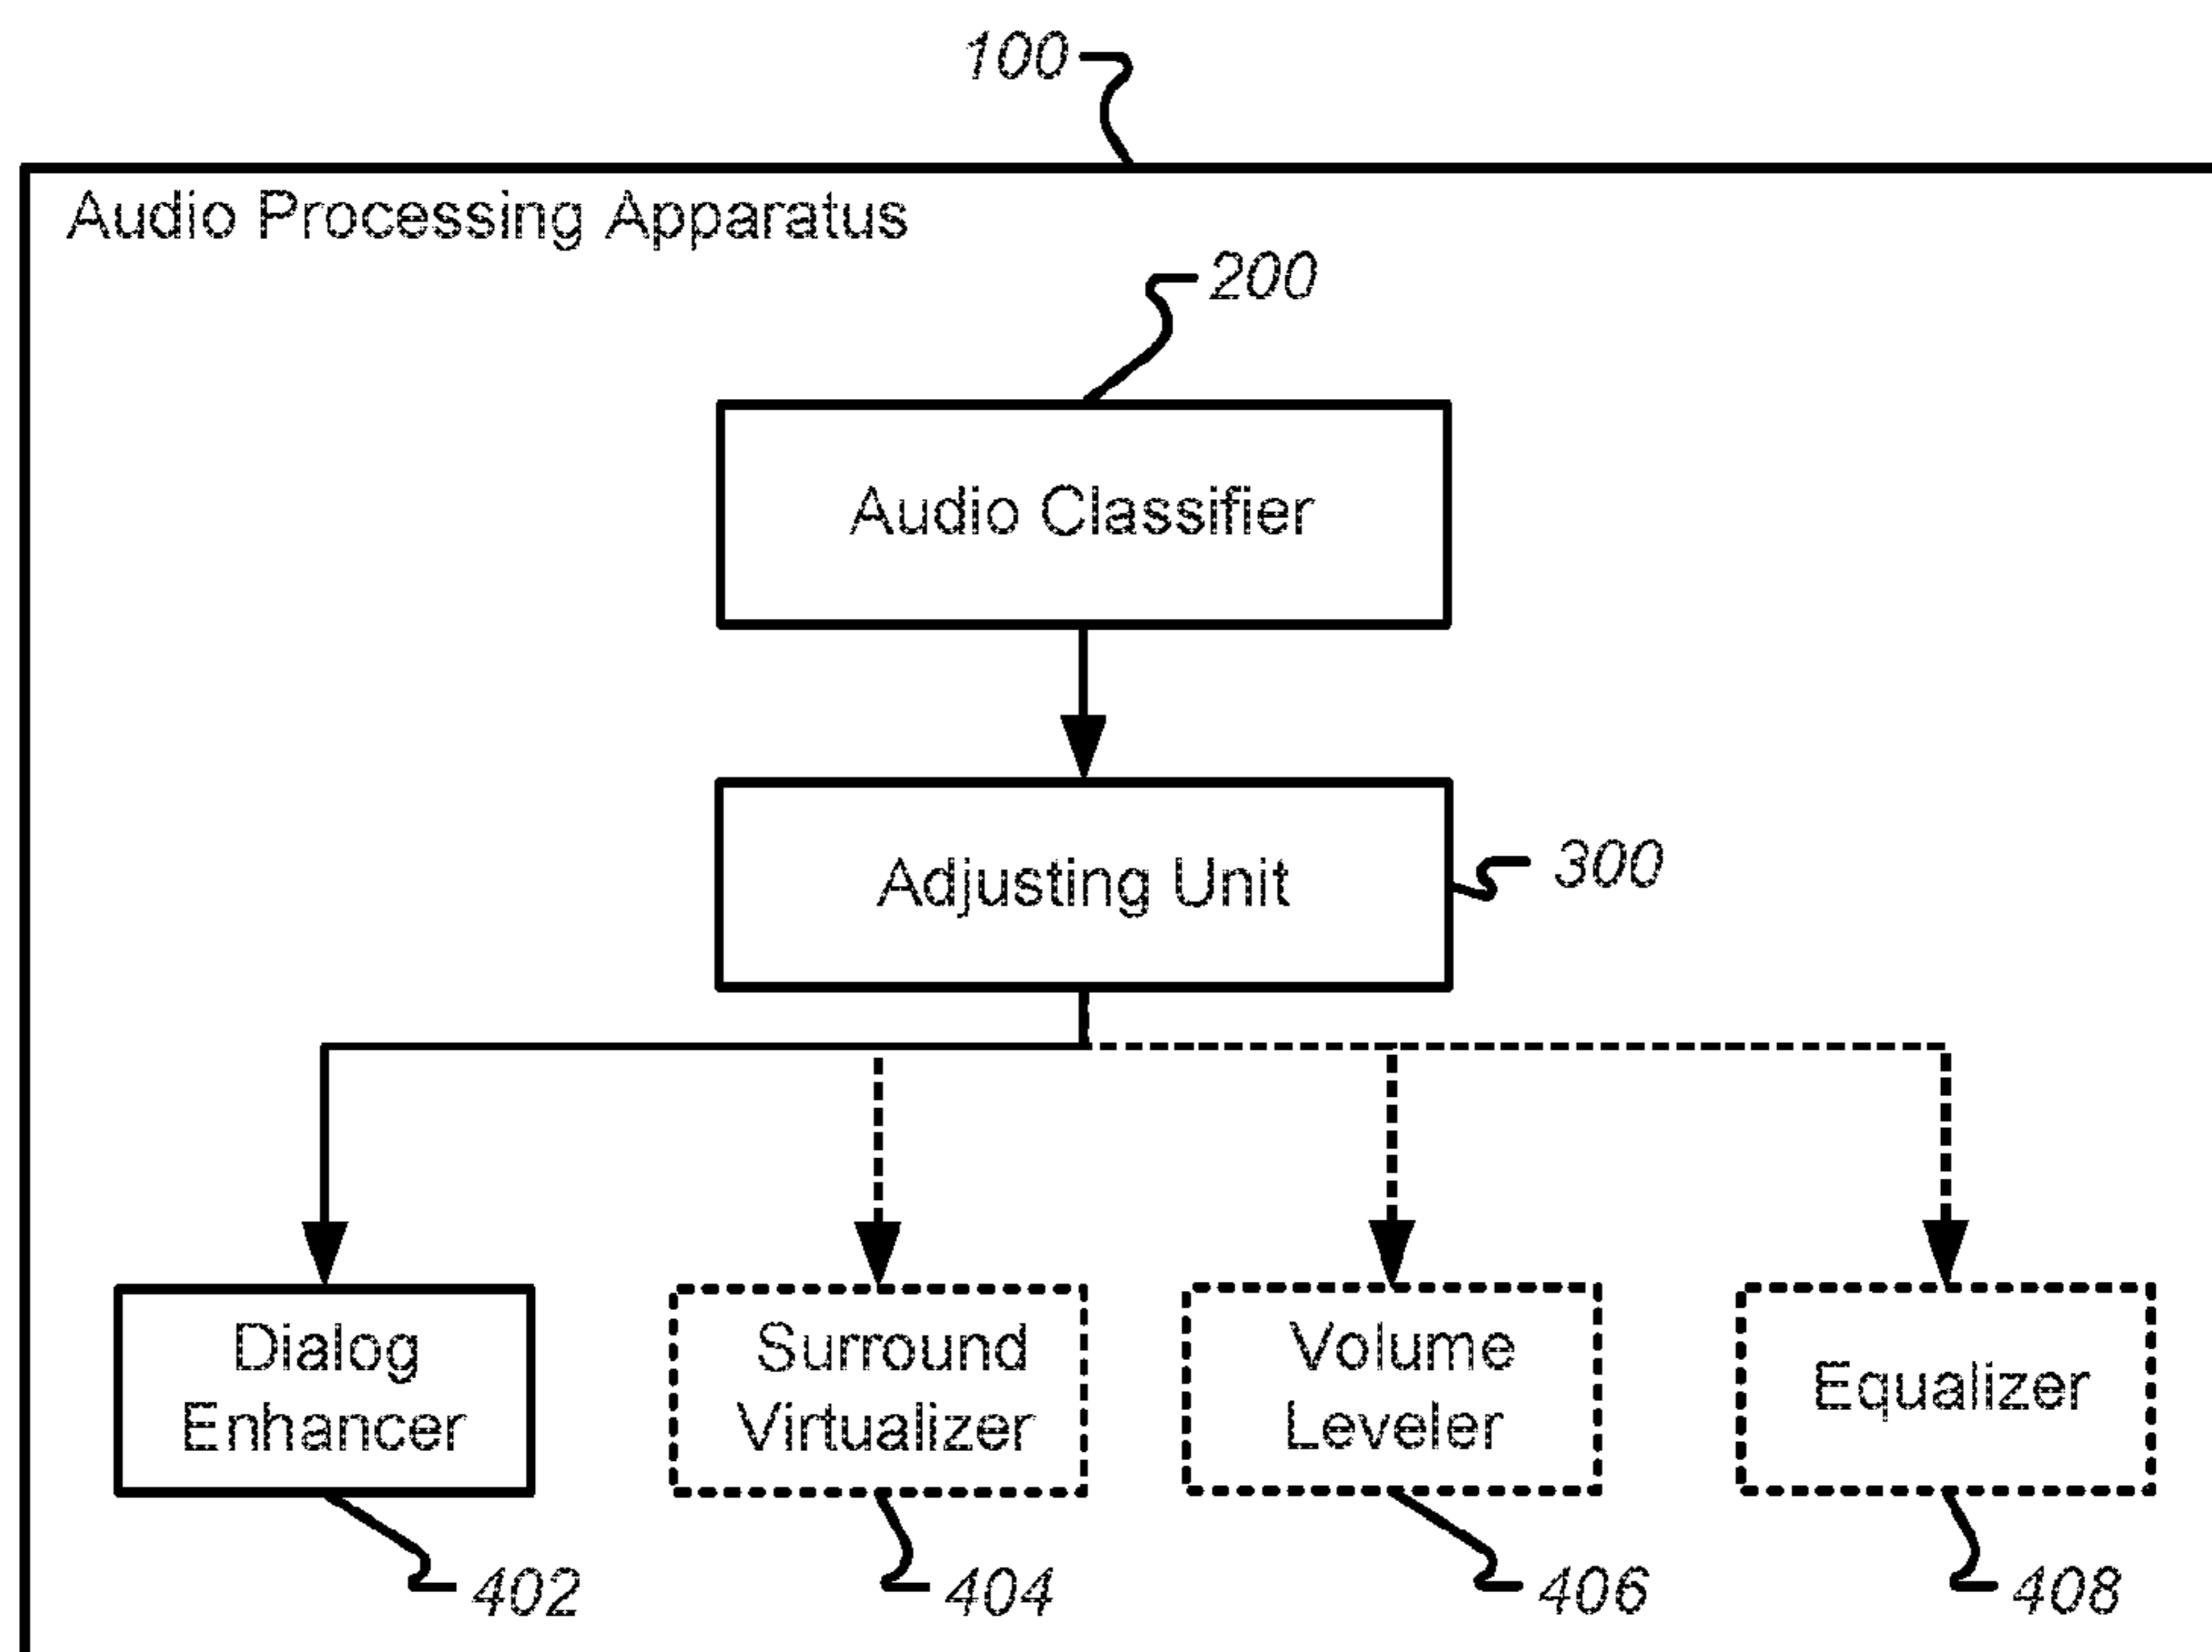 100
Audio Processing Apparatus
200
Audio Classifier
Adjusting Unit
300
Dialog
Enhancer
Surround
Virtualizer
Volume
Leveler
Equalizer
402
404
406
408